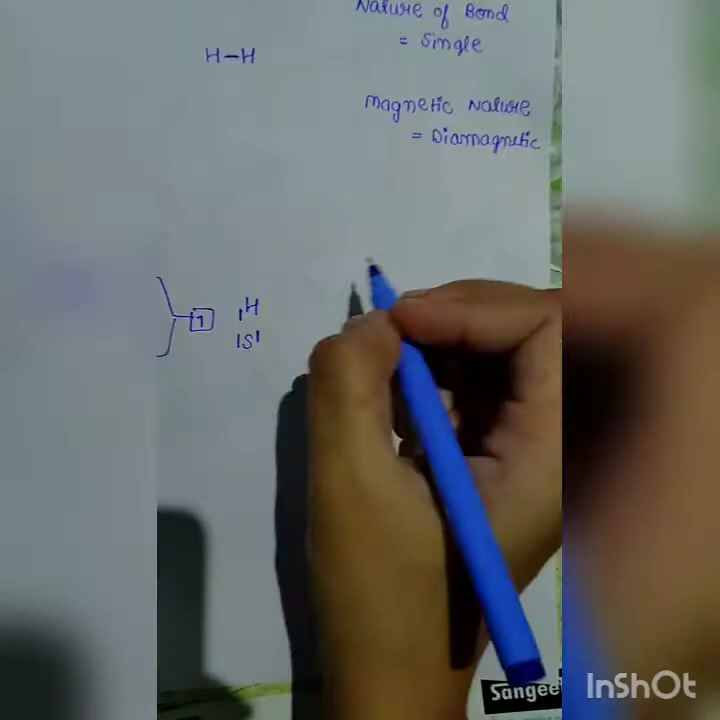 Nature of Bond
= Single
H-H
Magnetic Nature
= Diamagnetic
1
1H
1S1
Sangee
InShOt